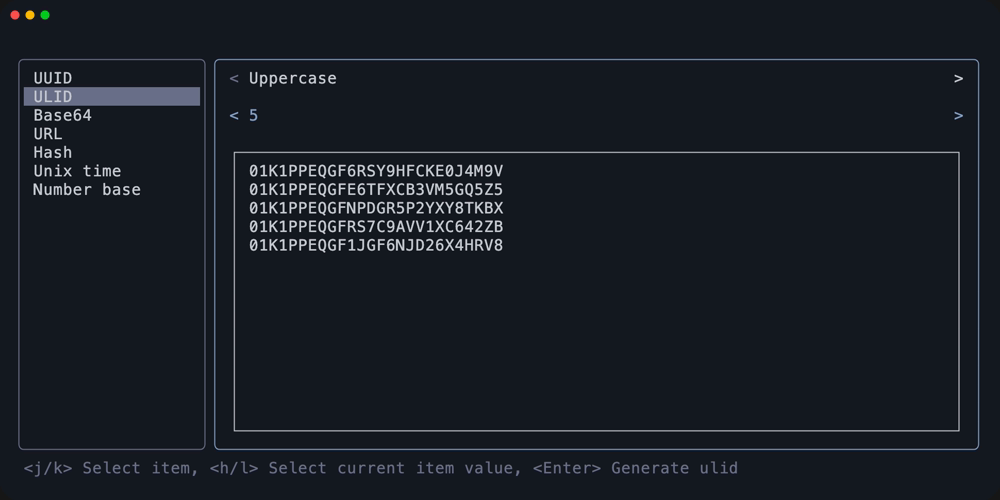 UUID
ULID
Base64
URL
Hash
Unix time
Number base
< Uppercase >
< 5 >
01K1PPEQGF6RSY9HFCKE0J4M9V
01K1PPEQGFE6TFXCB3VM5GQ5Z5
01K1PPEQGFNPDGR5P2YXY8TKBX
01K1PPEQGFRS7C9AVV1XC642ZB
01K1PPEQGF1JGF6NJD26X4HRV8
<j/k> Select item, <h/l> Select current item value, <Enter> Generate ulid